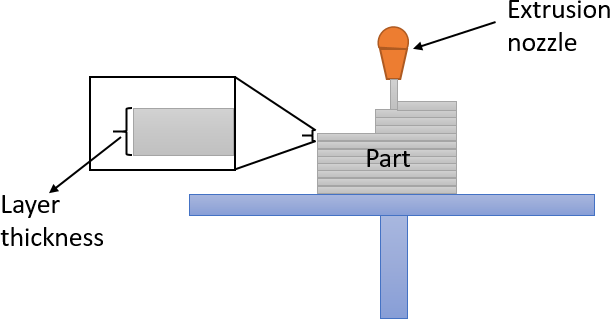 Extrusion
nozzle
Part
Layer
thickness